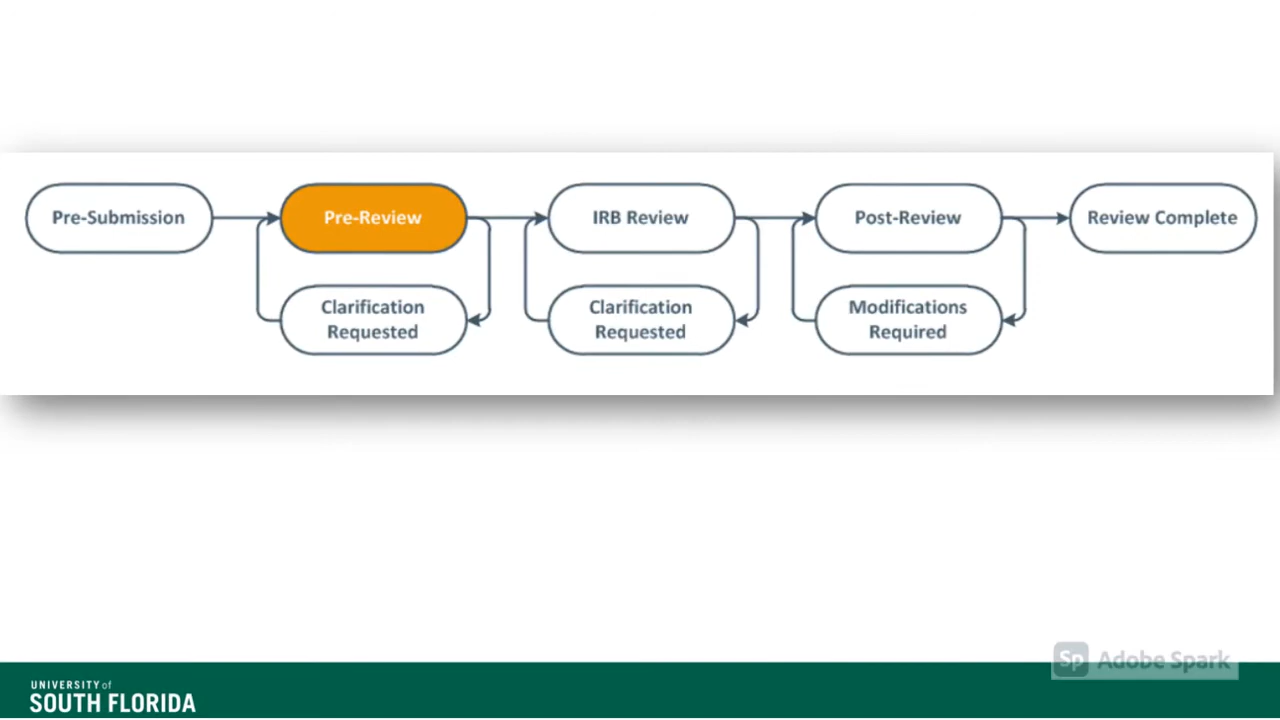 Pre-Submission
Pre-Review
IRB Review
Post-Review
Review Complete
Clarification
Requested
Clarification
Requested
Modifications
Required
Sp Adobe Spark
UNIVERSITY of
SOUTH FLORIDA